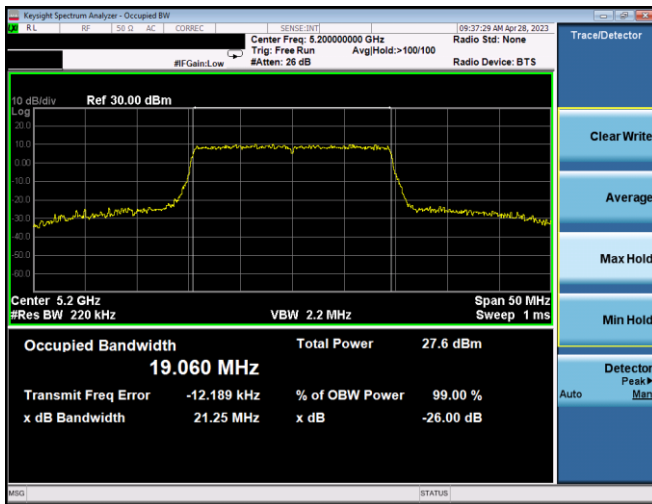 Keysight Spectrum Analyzer - Occupied BW
RL RF 50 Ω AC CORREC SENSE:INT 09:37:29 AM Apr 28, 2023
Center Freq: 5.200000000 GHz Radio Std: None
Trig: Free Run Avg|Hold:>100/100
#IFGain:Low #Atten: 26 dB Radio Device: BTS
Trace/Detector
10 dB/div Ref 30.00 dBm
Log
20.0
10.0
0.00
-10.0
-20.0
-30.0
-40.0
-50.0
-60.0
Center 5.2 GHz Span 50 MHz
#Res BW 220 kHz VBW 2.2 MHz Sweep 1 ms
Occupied Bandwidth Total Power 27.6 dBm
19.060 MHz
Transmit Freq Error -12.189 kHz % of OBW Power 99.00 %
x dB Bandwidth 21.25 MHz x dB -26.00 dB
Clear Write
Average
Max Hold
Min Hold
Detector
Peak▶
Auto Man
MSG STATUS